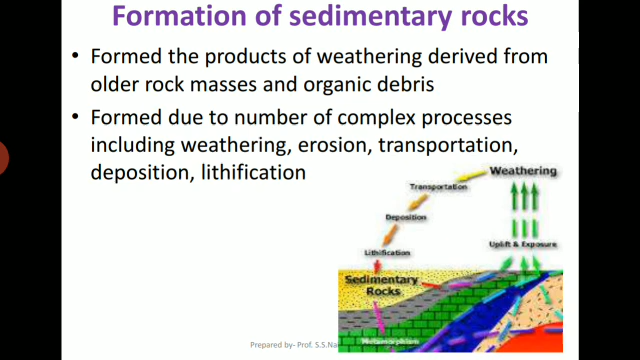 Formation of sedimentary rocks
• Formed the products of weathering derived from
older rock masses and organic debris
• Formed due to number of complex processes
including weathering, erosion, transportation,
deposition, lithification
Weathering
Transportation
Deposition
Uplift & Exposure
Lithification
Sedimentary
Rocks
Metamorphism
Prepared by- Prof. S.S.Na